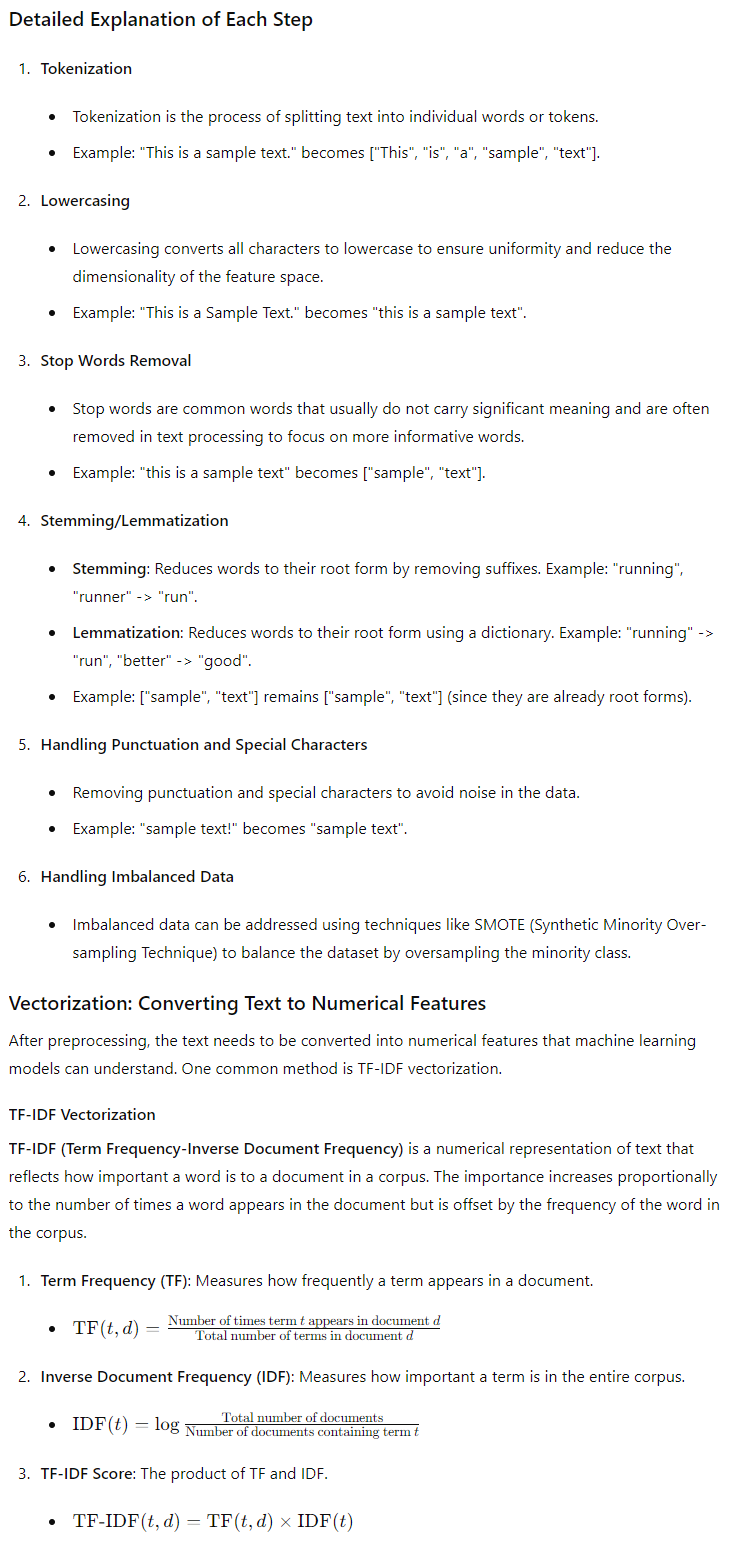 Detailed Explanation of Each Step
1. Tokenization
• Tokenization is the process of splitting text into individual words or tokens.
• Example: "This is a sample text." becomes ["This", "is", "a", "sample", "text"].
2. Lowercasing
• Lowercasing converts all characters to lowercase to ensure uniformity and reduce the
dimensionality of the feature space.
• Example: "This is a Sample Text." becomes "this is a sample text".
3. Stop Words Removal
• Stop words are common words that usually do not carry significant meaning and are often
removed in text processing to focus on more informative words.
• Example: "this is a sample text" becomes ["sample", "text"].
4. Stemming/Lemmatization
• Stemming: Reduces words to their root form by removing suffixes. Example: "running",
"runner" -> "run".
• Lemmatization: Reduces words to their root form using a dictionary. Example: "running" ->
"run", "better" -> "good".
• Example: ["sample", "text"] remains ["sample", "text"] (since they are already root forms).
5. Handling Punctuation and Special Characters
• Removing punctuation and special characters to avoid noise in the data.
• Example: "sample text!" becomes "sample text".
6. Handling Imbalanced Data
• Imbalanced data can be addressed using techniques like SMOTE (Synthetic Minority Over-
sampling Technique) to balance the dataset by oversampling the minority class.
Vectorization: Converting Text to Numerical Features
After preprocessing, the text needs to be converted into numerical features that machine learning
models can understand. One common method is TF-IDF vectorization.
TF-IDF Vectorization
TF-IDF (Term Frequency-Inverse Document Frequency) is a numerical representation of text that
reflects how important a word is to a document in a corpus. The importance increases proportionally
to the number of times a word appears in the document but is offset by the frequency of the word in
the corpus.
1. Term Frequency (TF): Measures how frequently a term appears in a document.
• TF(t, d) = Number of times term t appears in document d / Total number of terms in document d
2. Inverse Document Frequency (IDF): Measures how important a term is in the entire corpus.
• IDF(t) = log Total number of documents / Number of documents containing term t
3. TF-IDF Score: The product of TF and IDF.
• TF-IDF(t, d) = TF(t, d) × IDF(t)